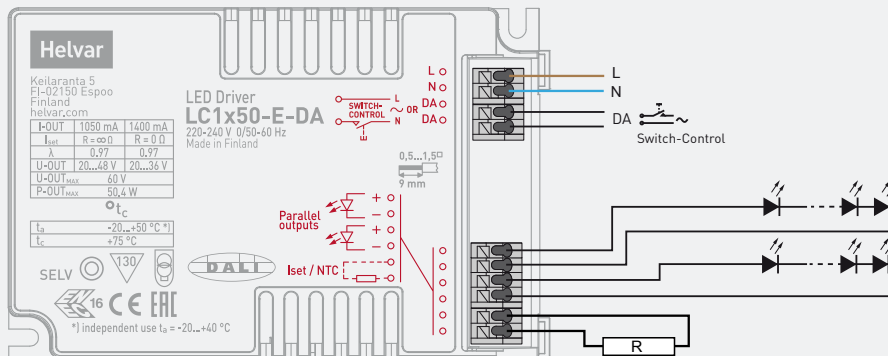 Helvar
Keilaranta 5
FI-02150 Espoo
Finland
helvar.com
I-OUT 1050 mA 1400 mA
Iset R = ∞ Ω R = 0 Ω
λ 0.97 0.97
U-OUT 20...48 V 20...36 V
U-OUTMAX 60 V
P-OUTMAX 50,4 W
tc
ta -20...+50 °C *)
tc +75 °C
SELV
130
DALI
16 CE EAC
*) independent use ta = -20...+40 °C
LED Driver
LC1x50-E-DA
220-240 V 0/50-60 Hz
Made in Finland
SWITCH-
CONTROL
L
N
~ OR
L
N
DA
DA
0,5...1,5
9 mm
Parallel
outputs
+
-
+
-
Iset / NTC
L
N
DA ~
Switch-Control
R